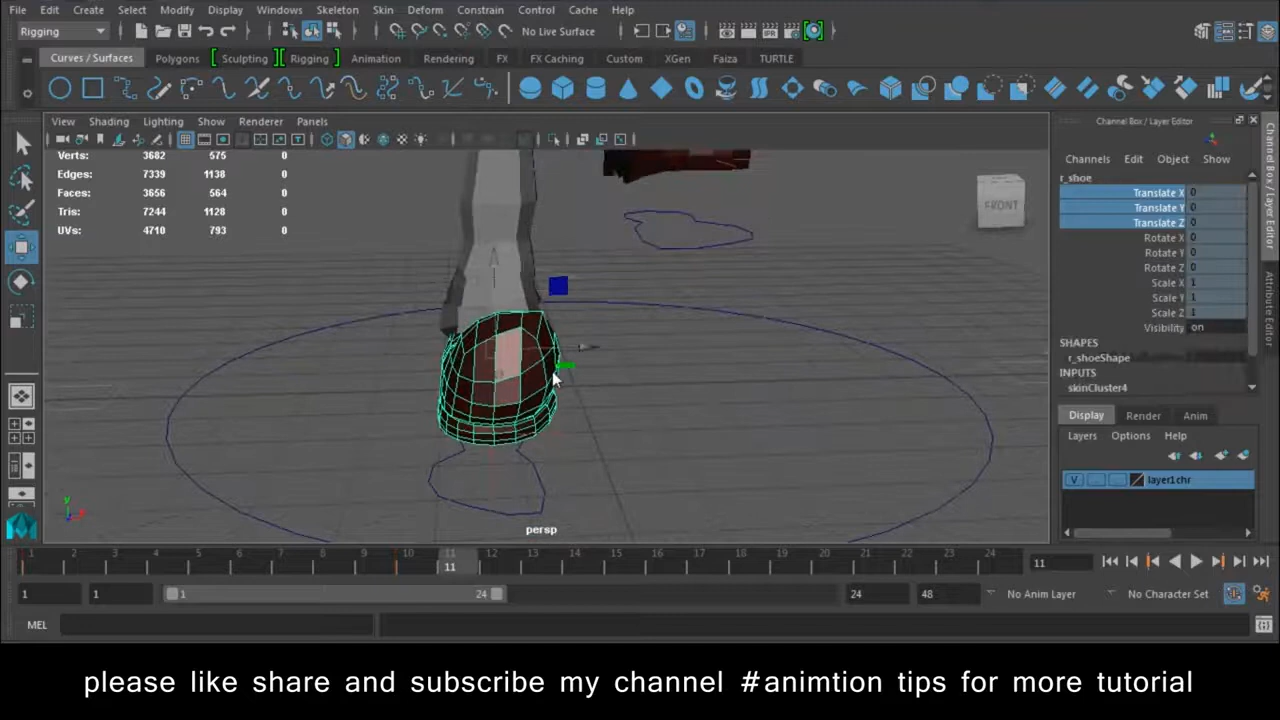 File Edit Create Select Modify Display Windows Skeleton Skin Deform Constrain Control Cache Help
Rigging No Live Surface
Curves / Surfaces Polygons Sculpting Rigging Animation Rendering FX FX Caching Custom XGen Faiza TURTLE
View Shading Lighting Show Renderer Panels
Verts: 3682 575 0
Edges: 7339 1138 0
Faces: 3656 564 0
Tris: 7244 1128 0
UVs: 4710 793 0
FRONT
persp
y
Channel Box / Layer Editor
Channels Edit Object Show
r_shoe
Translate X 0
Translate Y 0
Translate Z 0
Rotate X 0
Rotate Y 0
Rotate Z 0
Scale X 1
Scale Y 1
Scale Z 1
Visibility on
SHAPES
r_shoeShape
INPUTS
skinCluster4
Display Render Anim
Layers Options Help
V layer1chr
Channel Box / Layer Editor
Attribute Editor
1 2 3 4 5 6 7 8 9 10 11 12 13 14 15 16 17 18 19 20 21 22 23 24
11 11
1 1 1 24 24 48 No Anim Layer No Character Set
MEL
please like share and subscribe my channel #animtion tips for more tutorial